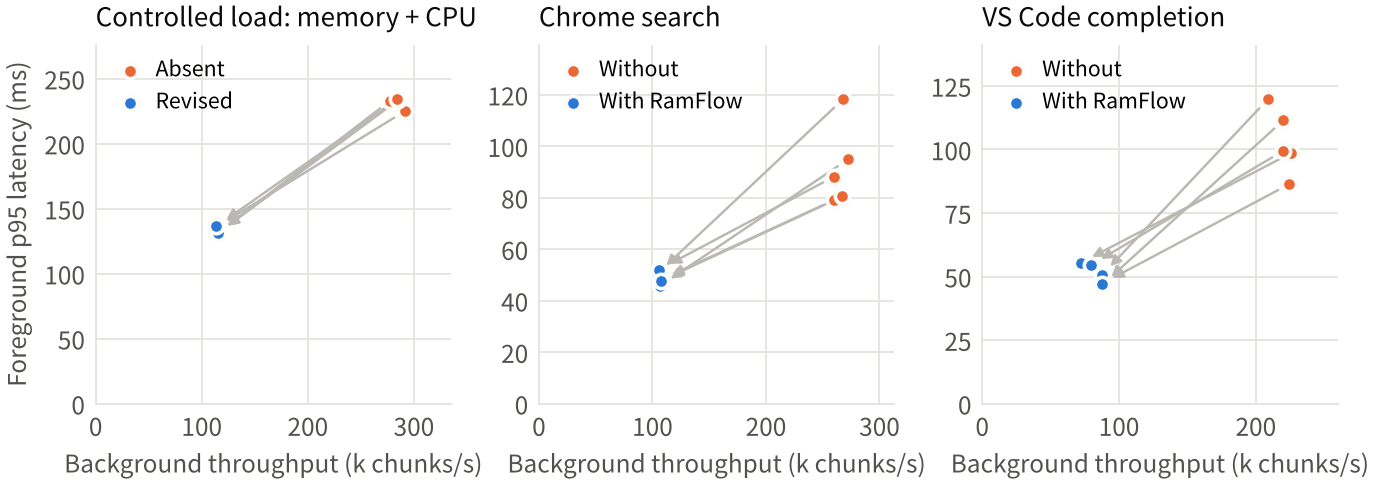 Controlled load: memory + CPU
Absent
Revised
250
200
150
100
50
0
0 100 200 300
Foreground p95 latency (ms)
Background throughput (k chunks/s)
Chrome search
Without
With RamFlow
120
100
80
60
40
20
0
0 100 200 300
Background throughput (k chunks/s)
VS Code completion
Without
With RamFlow
125
100
75
50
25
0
0 100 200
Background throughput (k chunks/s)